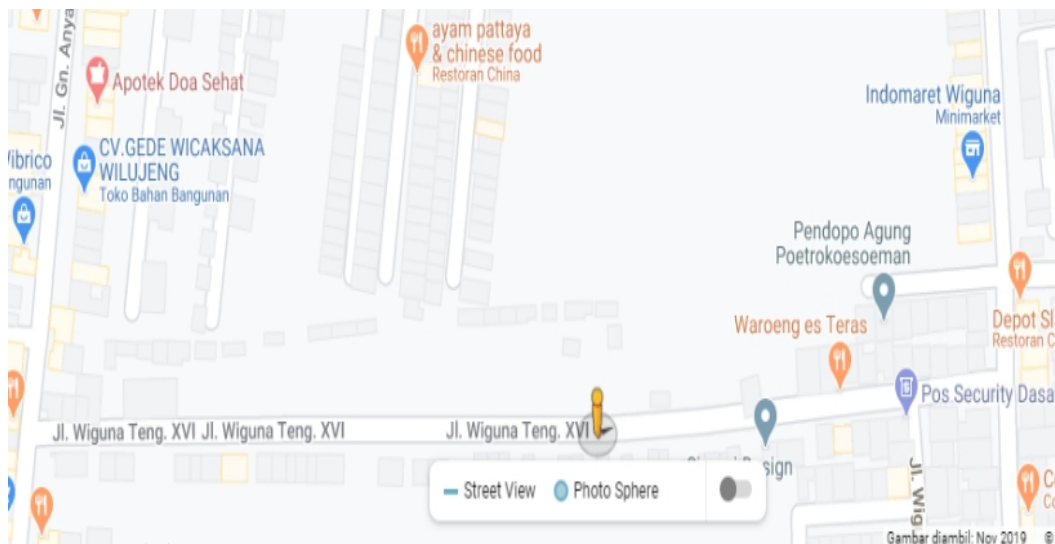 Jl. Gn. Anya
Apotek Doa Sehat
CV.GEDE WICAKSANA
WILUJENG
Toko Bahan Bangunan
Vibrico
ngunan
ayam pattaya
& chinese food
Restoran China
Indomaret Wiguna
Minimarket
Pendopo Agung
Poetrokoesoeman
Waroeng es Teras
Depot Sl
Restoran C
Pos Security Dasa
Jl. Wiguna Teng. XVI
Jl. Wiguna Teng. XVI
Jl. Wiguna Teng. XVI
sign
Jl. Wig
Street View
Photo Sphere
Gambar diambil: Nov 2019 ©